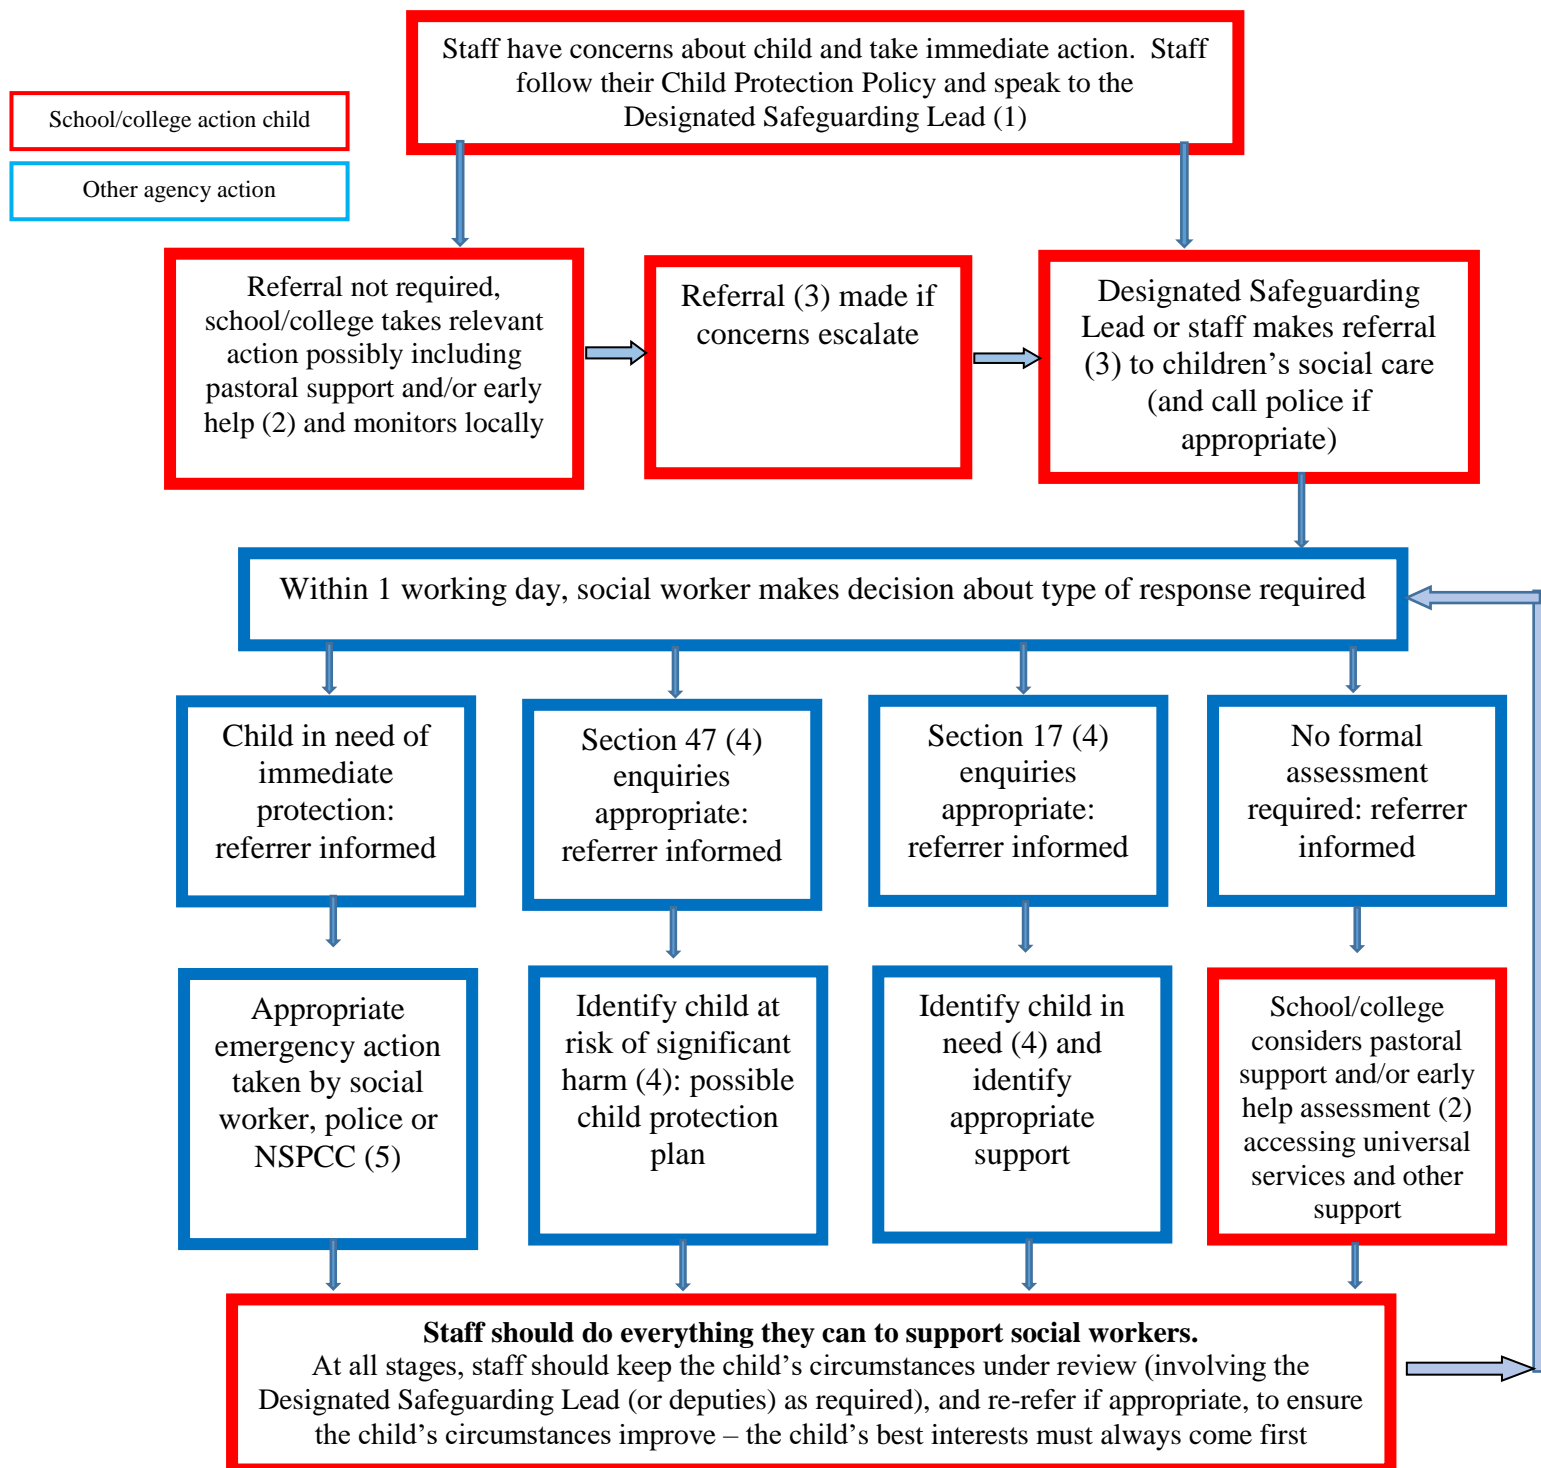 Staff have concerns about child and take immediate action.  Staff
follow their Child Protection Policy and speak to the
Designated Safeguarding Lead (1)
School/college action child
Other agency action
Referral not required,
school/college takes relevant
action possibly including
pastoral support and/or early
help (2) and monitors locally
Referral (3) made if
concerns escalate
Designated Safeguarding
Lead or staff makes referral
(3) to children’s social care
(and call police if
appropriate)
Within 1 working day, social worker makes decision about type of response required
Child in need of
immediate
protection:
referrer informed
Section 47 (4)
enquiries
appropriate:
referrer informed
Section 17 (4)
enquiries
appropriate:
referrer informed
No formal
assessment
required: referrer
informed
Appropriate
emergency action
taken by social
worker, police or
NSPCC (5)
Identify child at
risk of significant
harm (4): possible
child protection
plan
Identify child in
need (4) and
identify
appropriate
support
School/college
considers pastoral
support and/or early
help assessment (2)
accessing universal
services and other
support
Staff should do everything they can to support social workers.
At all stages, staff should keep the child’s circumstances under review (involving the
Designated Safeguarding Lead (or deputies) as required), and re-refer if appropriate, to ensure
the child’s circumstances improve – the child’s best interests must always come first